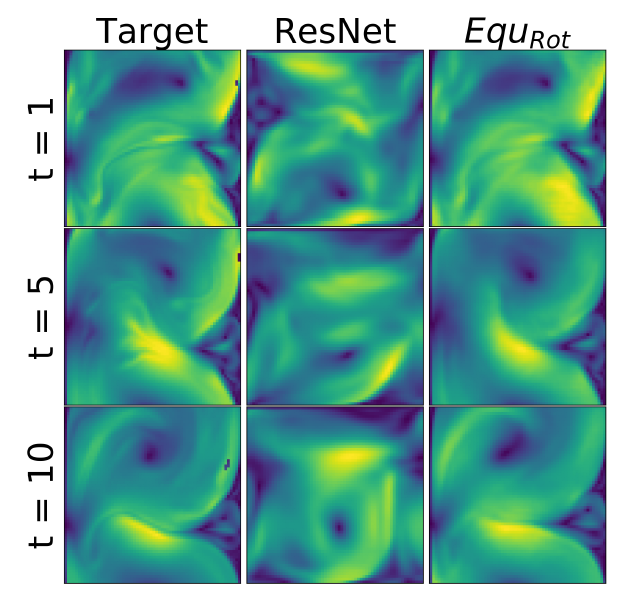 Target ResNet Equ_Rot
t = 1
t = 5
t = 10